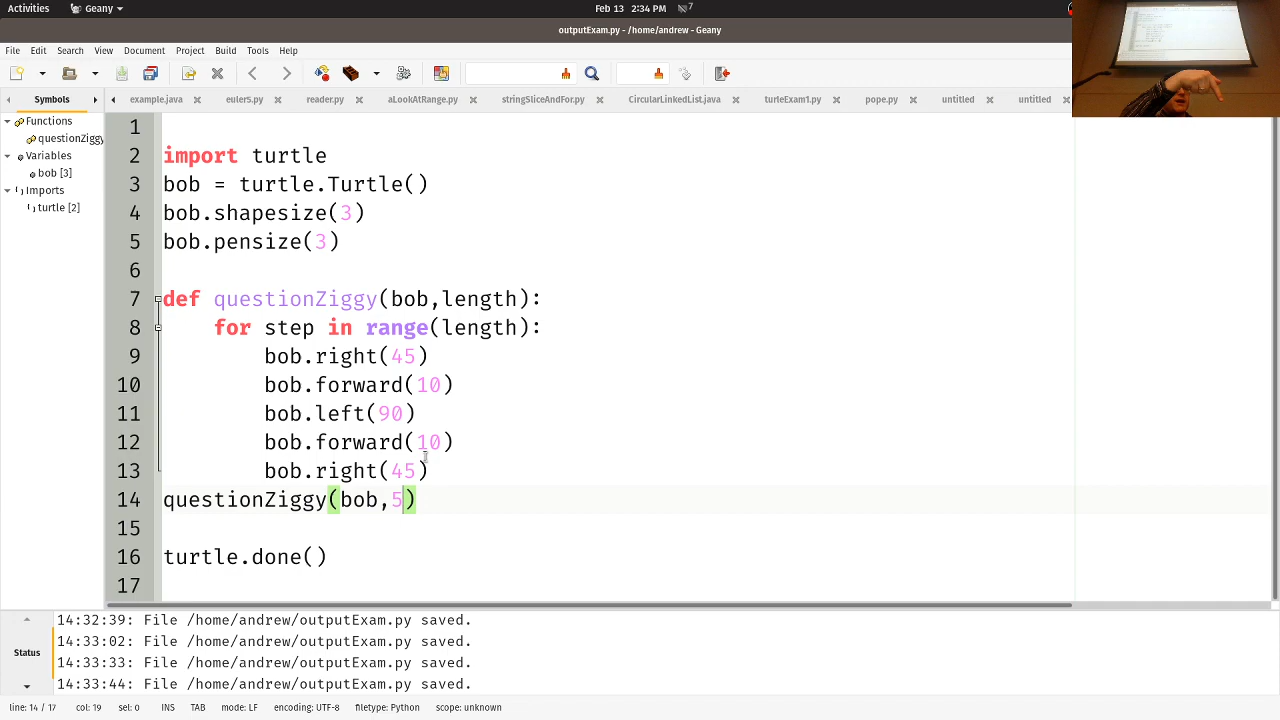 Activities Geany Feb 13 2:34 PM
outputExam.py - /home/andrew - Geany
File Edit Search View Document Project Build
Symbols example.java euler5.py reader.py aLookAtRange.py stringSliceAndFor.py CircularLinkedList.java turtleExam1.py pope.py untitled untitled
Functions
questionZiggy
Variables
bob [3]
Imports
turtle [2]
1
2 import turtle
3 bob = turtle.Turtle()
4 bob.shapesize(3)
5 bob.pensize(3)
6
7 def questionZiggy(bob,length):
8 for step in range(length):
9 bob.right(45)
10 bob.forward(10)
11 bob.left(90)
12 bob.forward(10)
13 bob.right(45)
14 questionZiggy(bob,5)
15
16 turtle.done()
17
Status
14:32:39: File /home/andrew/outputExam.py saved.
14:33:02: File /home/andrew/outputExam.py saved.
14:33:33: File /home/andrew/outputExam.py saved.
14:33:44: File /home/andrew/outputExam.py saved.
line: 14 / 17 col: 19 sel: 0 INS TAB mode: LF encoding: UTF-8 filetype: Python scope: unknown